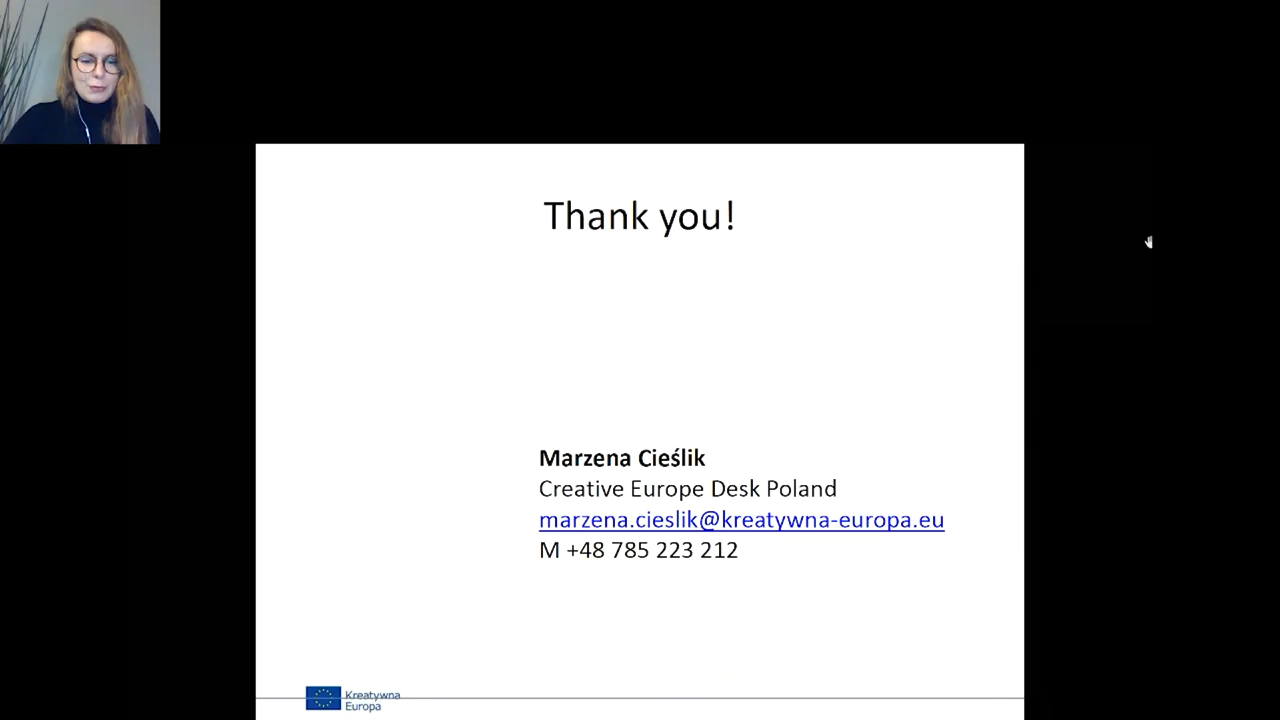 Thank you!
Marzena Cieślik
Creative Europe Desk Poland
marzena.cieslik@kreatywna-europa.eu
M +48 785 223 212
Kreatywna
Europa